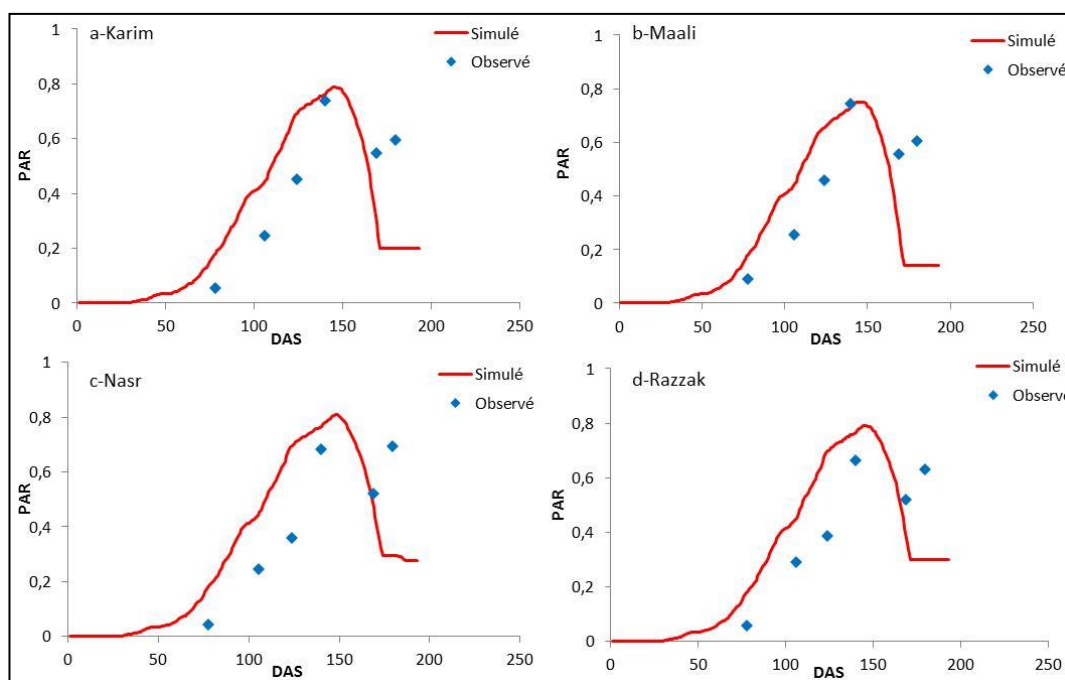 a-Karim
Simulé
Observé
1
0,8
0,6
0,4
0,2
0
PAR
0 50 100 150 200 250
DAS
b-Maali
Simulé
Observé
1
0,8
0,6
0,4
0,2
0
PAR
0 50 100 150 200 250
DAS
c-Nasr
Simulé
Observé
1
0,8
0,6
0,4
0,2
0
PAR
0 50 100 150 200 250
DAS
d-Razzak
Simulé
Observé
1
0,8
0,6
0,4
0,2
0
PAR
0 50 100 150 200 250
DAS